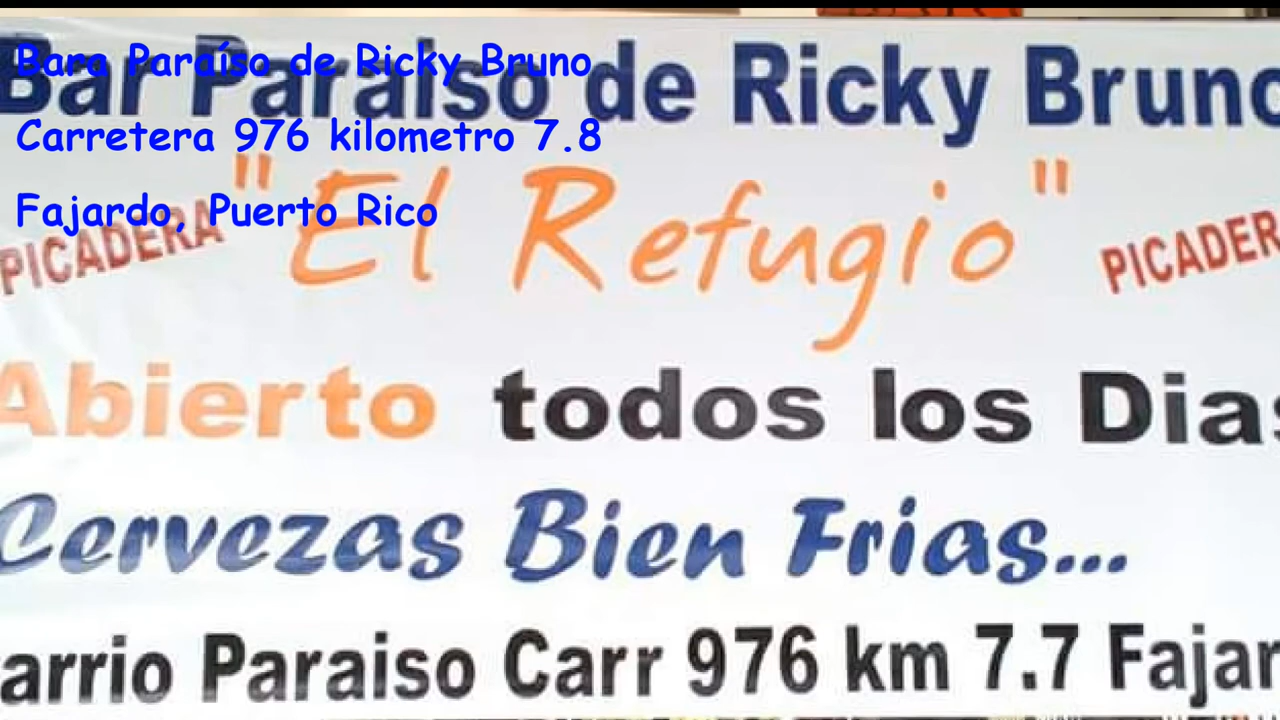 Bara Paraíso de Ricky Bruno
Carretera 976 kilometro 7.8
Fajardo, Puerto Rico
Bar Paraiso de Ricky Bruno
"El Refugio"
PICADERA
PICADER
Abierto todos los Dias
Cervezas Bien Frias...
arrio Paraiso Carr 976 km 7.7 Fajar